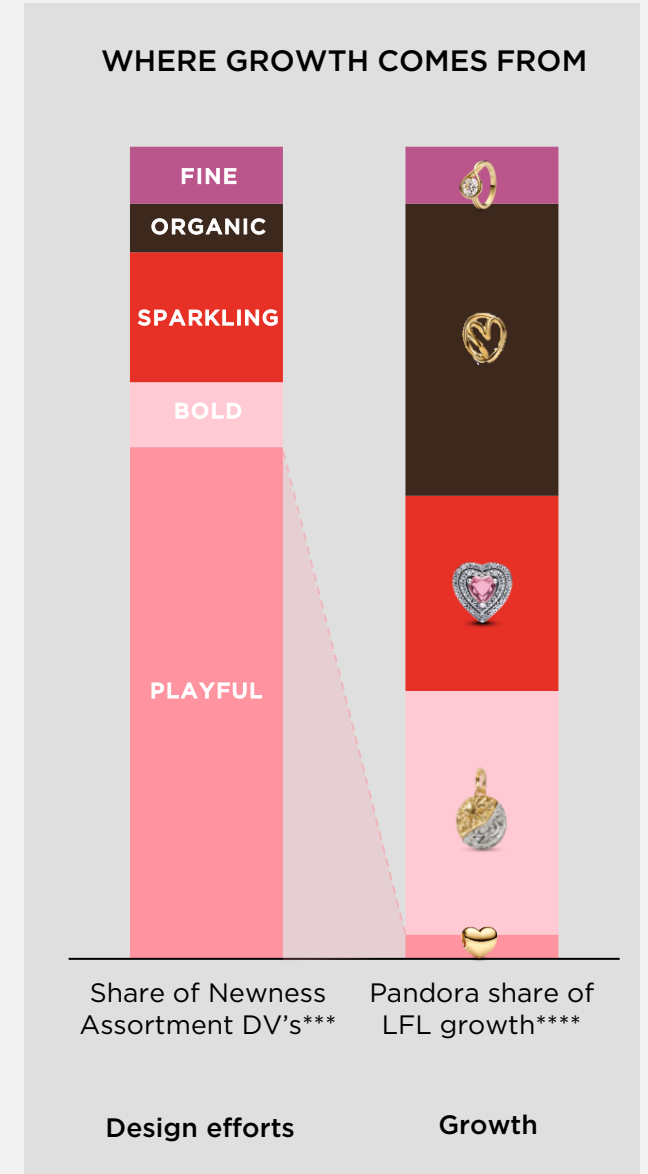 WHERE GROWTH COMES FROM
FINE
ORGANIC
SPARKLING
BOLD
PLAYFUL
Share of Newness
Assortment DV's***
Pandora share of
LFL growth****
Design efforts
Growth